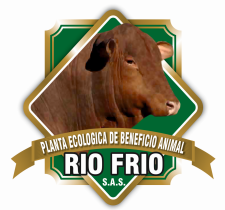 PLANTA ECOLOGICA DE BENEFICIO ANIMAL
RIO FRIO
S.A.S.